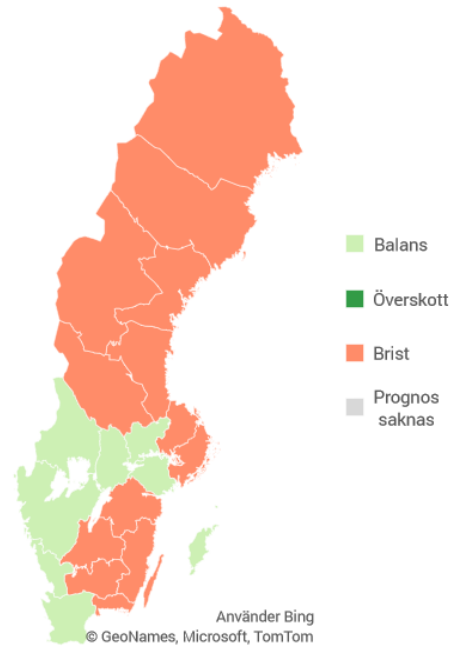 Balans
Överskott
Brist
Prognos
saknas
Använder Bing
© GeoNames, Microsoft, TomTom